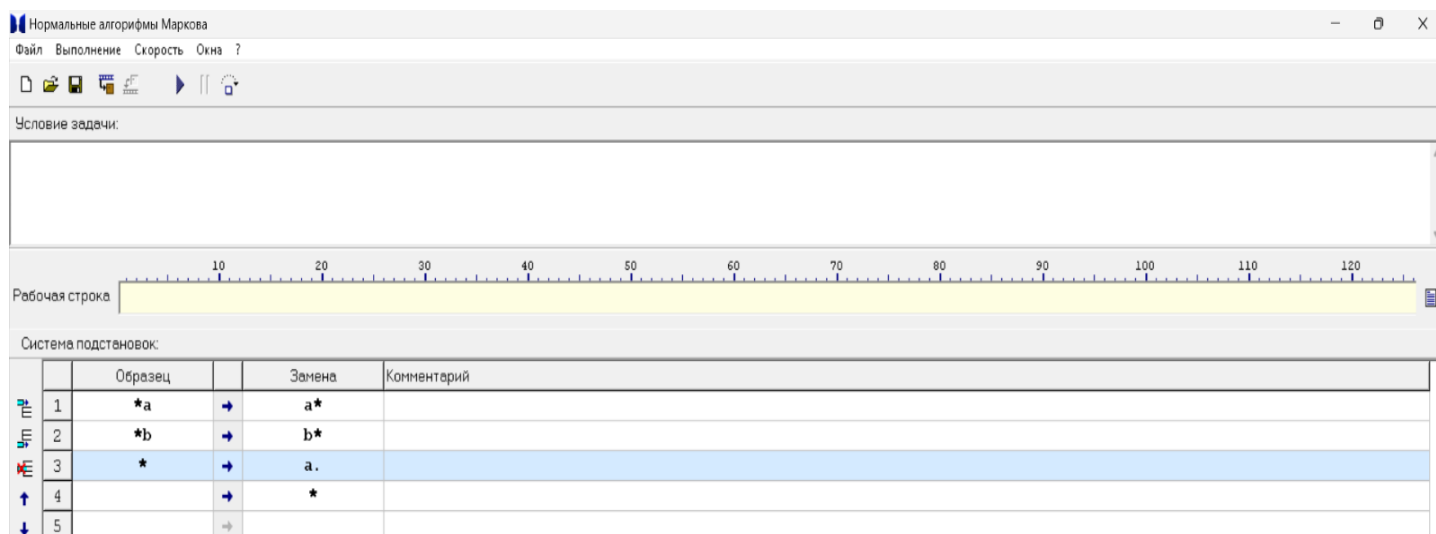 Нормальные алгорифмы Маркова
Файл Выполнение Скорость Окна ?
Условие задачи:
10 20 30 40 50 60 70 80 90 100 110 120
Рабочая строка
Система подстановок:
Образец Замена Комментарий
1 *a → a*
2 *b → b*
3 * → a.
4 → *
5 →